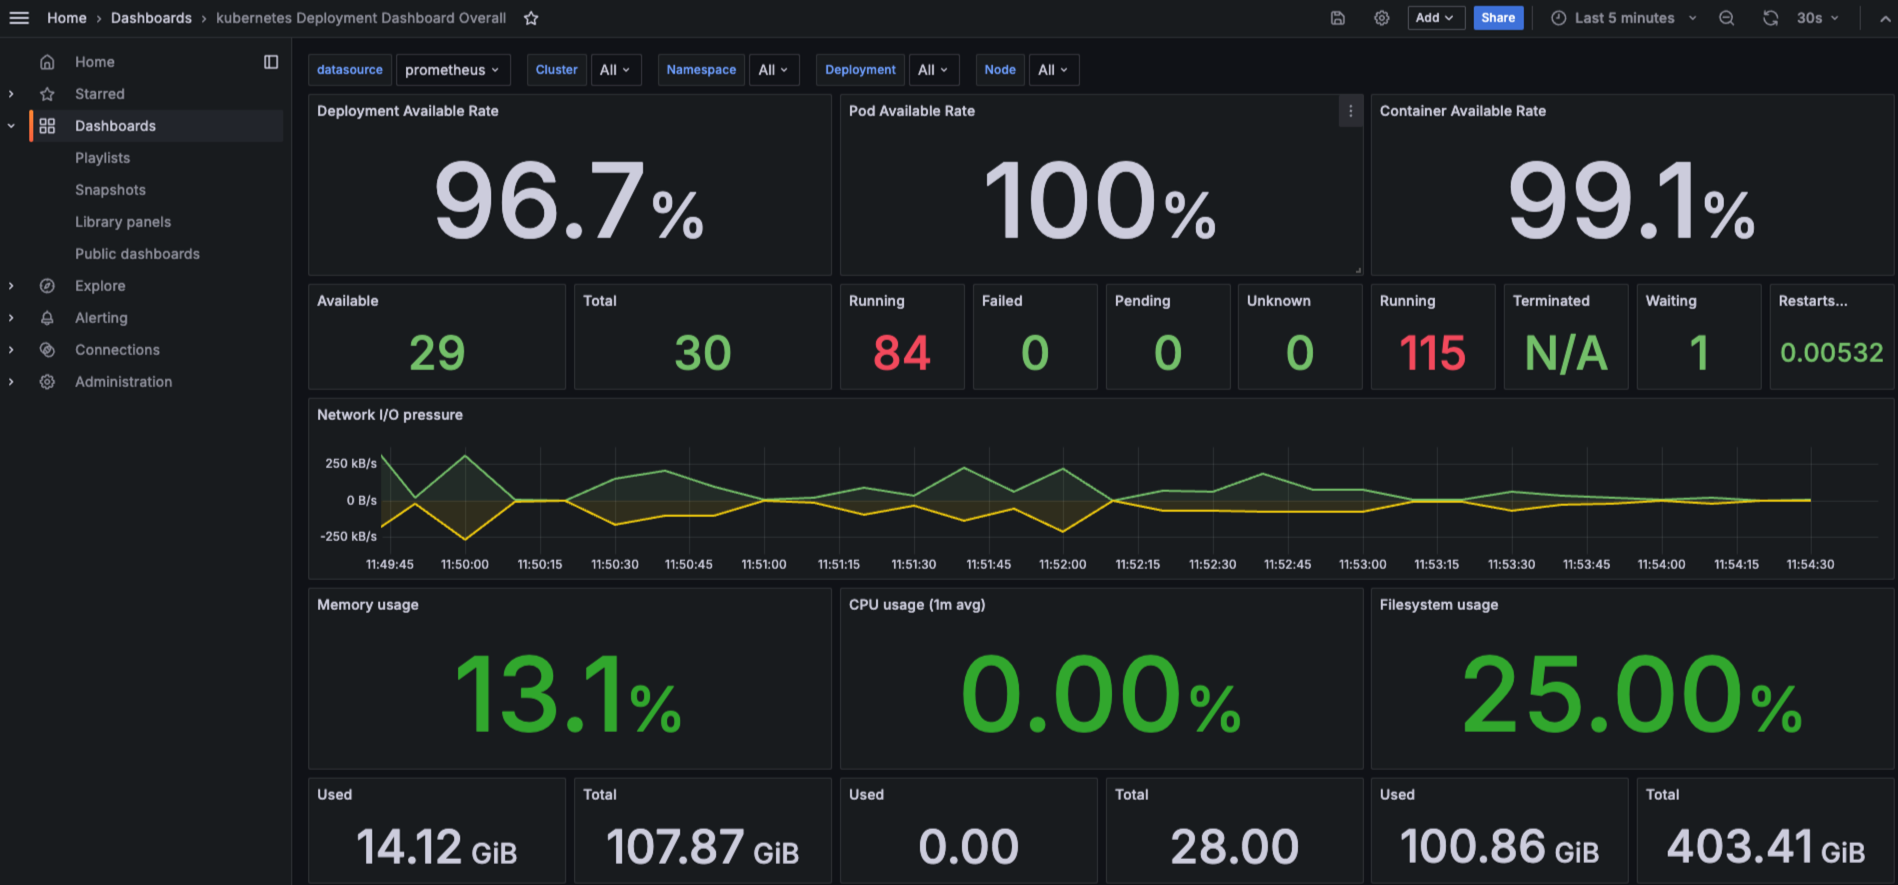 Home › Dashboards › kubernetes Deployment Dashboard Overall
Add
Share
Last 5 minutes
30s
Home
Starred
Dashboards
Playlists
Snapshots
Library panels
Public dashboards
Explore
Alerting
Connections
Administration
datasource prometheus Cluster All Namespace All Deployment All Node All
Deployment Available Rate
96.7%
Pod Available Rate
100%
Container Available Rate
99.1%
Available
29
Total
30
Running
84
Failed
0
Pending
0
Unknown
0
Running
115
Terminated
N/A
Waiting
1
Restarts...
0.00532
Network I/O pressure
250 kB/s
0 B/s
-250 kB/s
11:49:45 11:50:00 11:50:15 11:50:30 11:50:45 11:51:00 11:51:15 11:51:30 11:51:45 11:52:00 11:52:15 11:52:30 11:52:45 11:53:00 11:53:15 11:53:30 11:53:45 11:54:00 11:54:15 11:54:30
Memory usage
13.1%
CPU usage (1m avg)
0.00%
Filesystem usage
25.00%
Used
14.12 GiB
Total
107.87 GiB
Used
0.00
Total
28.00
Used
100.86 GiB
Total
403.41 GiB